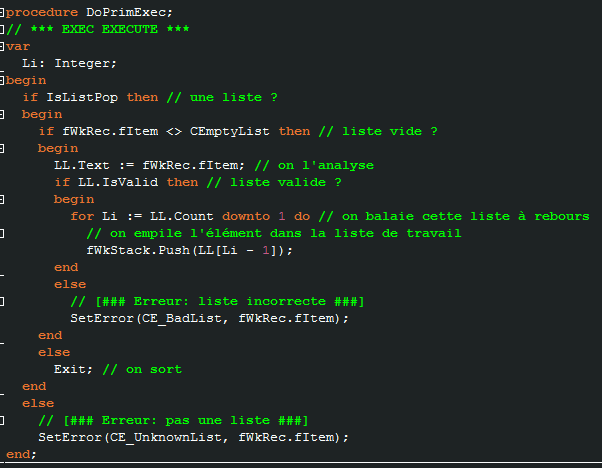 procedure DoPrimExec;
// *** EXEC EXECUTE ***
var
Li: Integer;
begin
if IsListPop then // une liste ?
begin
if fWkRec.fItem <> CEmptyList then // liste vide ?
begin
LL.Text := fWkRec.fItem; // on l'analyse
if LL.IsValid then // liste valide ?
begin
for Li := LL.Count downto 1 do // on balaie cette liste à rebours
// on empile l'élément dans la liste de travail
fWkStack.Push(LL[Li - 1]);
end
else
// [### Erreur: liste incorrecte ###]
SetError(CE_BadList, fWkRec.fItem);
end
else
Exit; // on sort
end
else
// [### Erreur: pas une liste ###]
SetError(CE_UnknownList, fWkRec.fItem);
end;